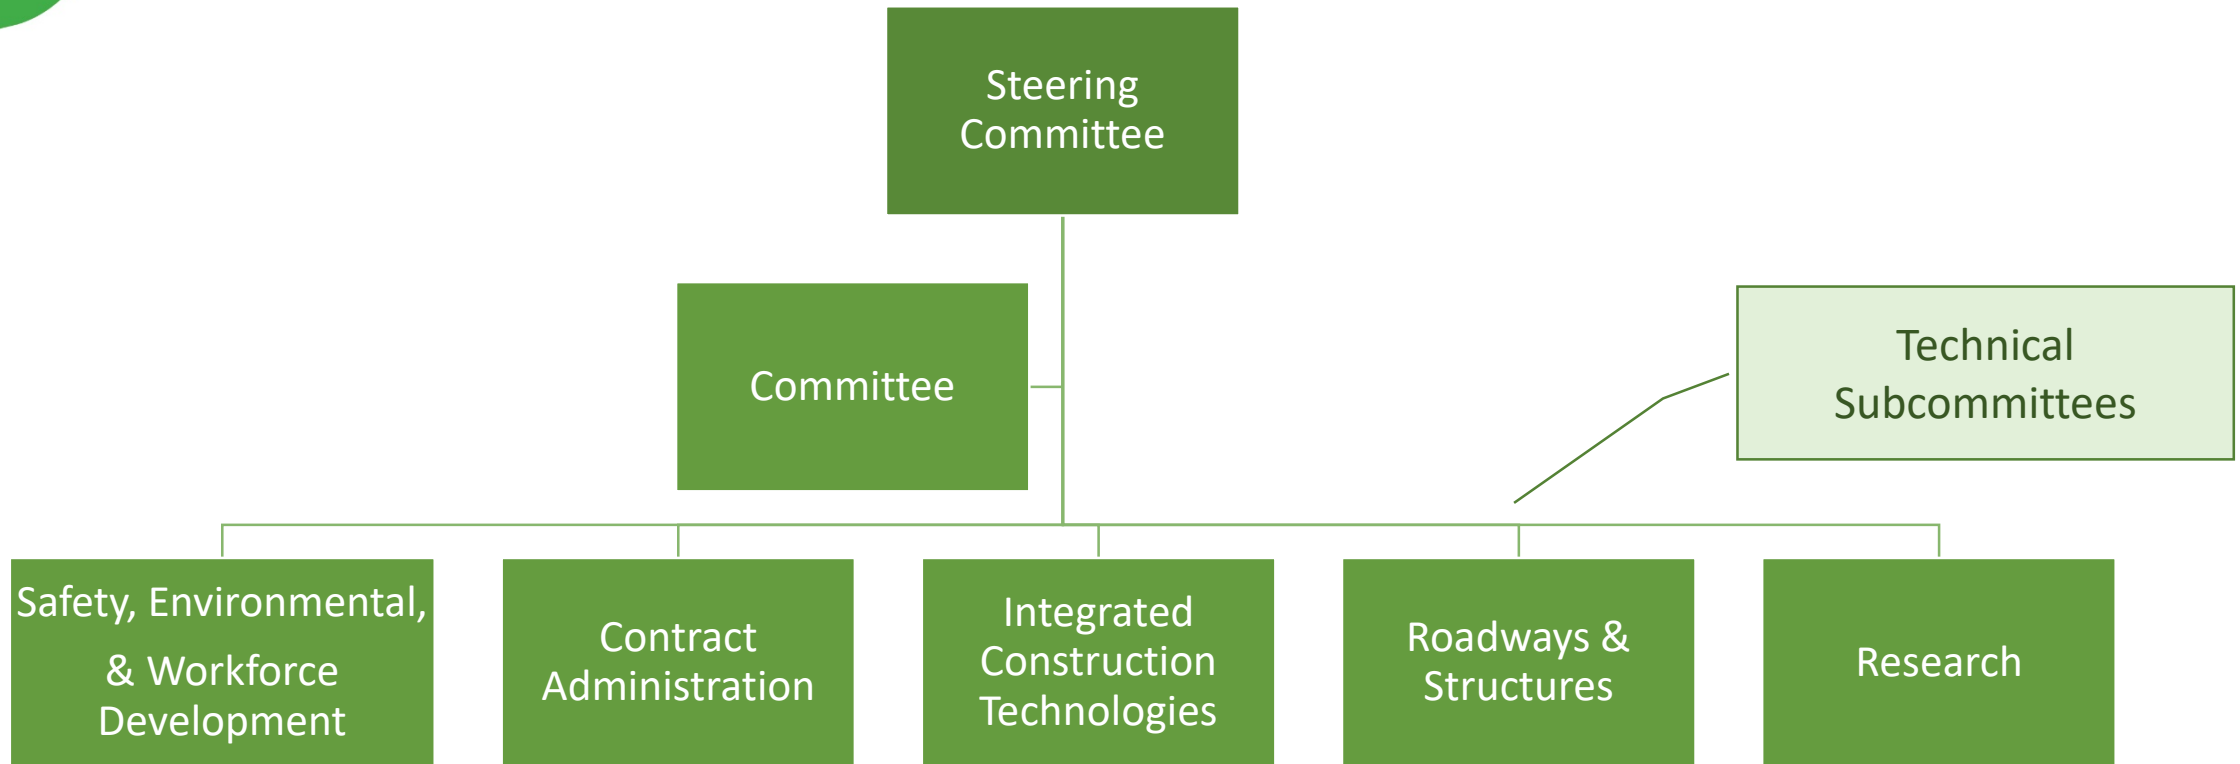 Steering
Committee
Committee
Technical
Subcommittees
Safety, Environmental,
& Workforce
Development
Contract
Administration
Integrated
Construction
Technologies
Roadways &
Structures
Research